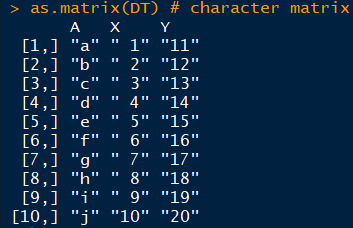 > as.matrix(DT) # character matrix
      A   X    Y
 [1,] "a" " 1" "11"
 [2,] "b" " 2" "12"
 [3,] "c" " 3" "13"
 [4,] "d" " 4" "14"
 [5,] "e" " 5" "15"
 [6,] "f" " 6" "16"
 [7,] "g" " 7" "17"
 [8,] "h" " 8" "18"
 [9,] "i" " 9" "19"
[10,] "j" "10" "20"